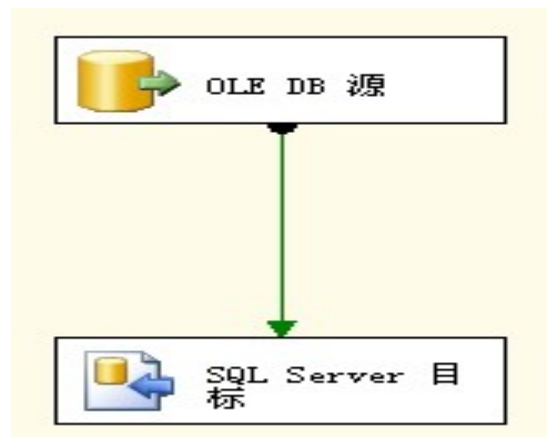 OLE DB 源
SQL Server 目
标